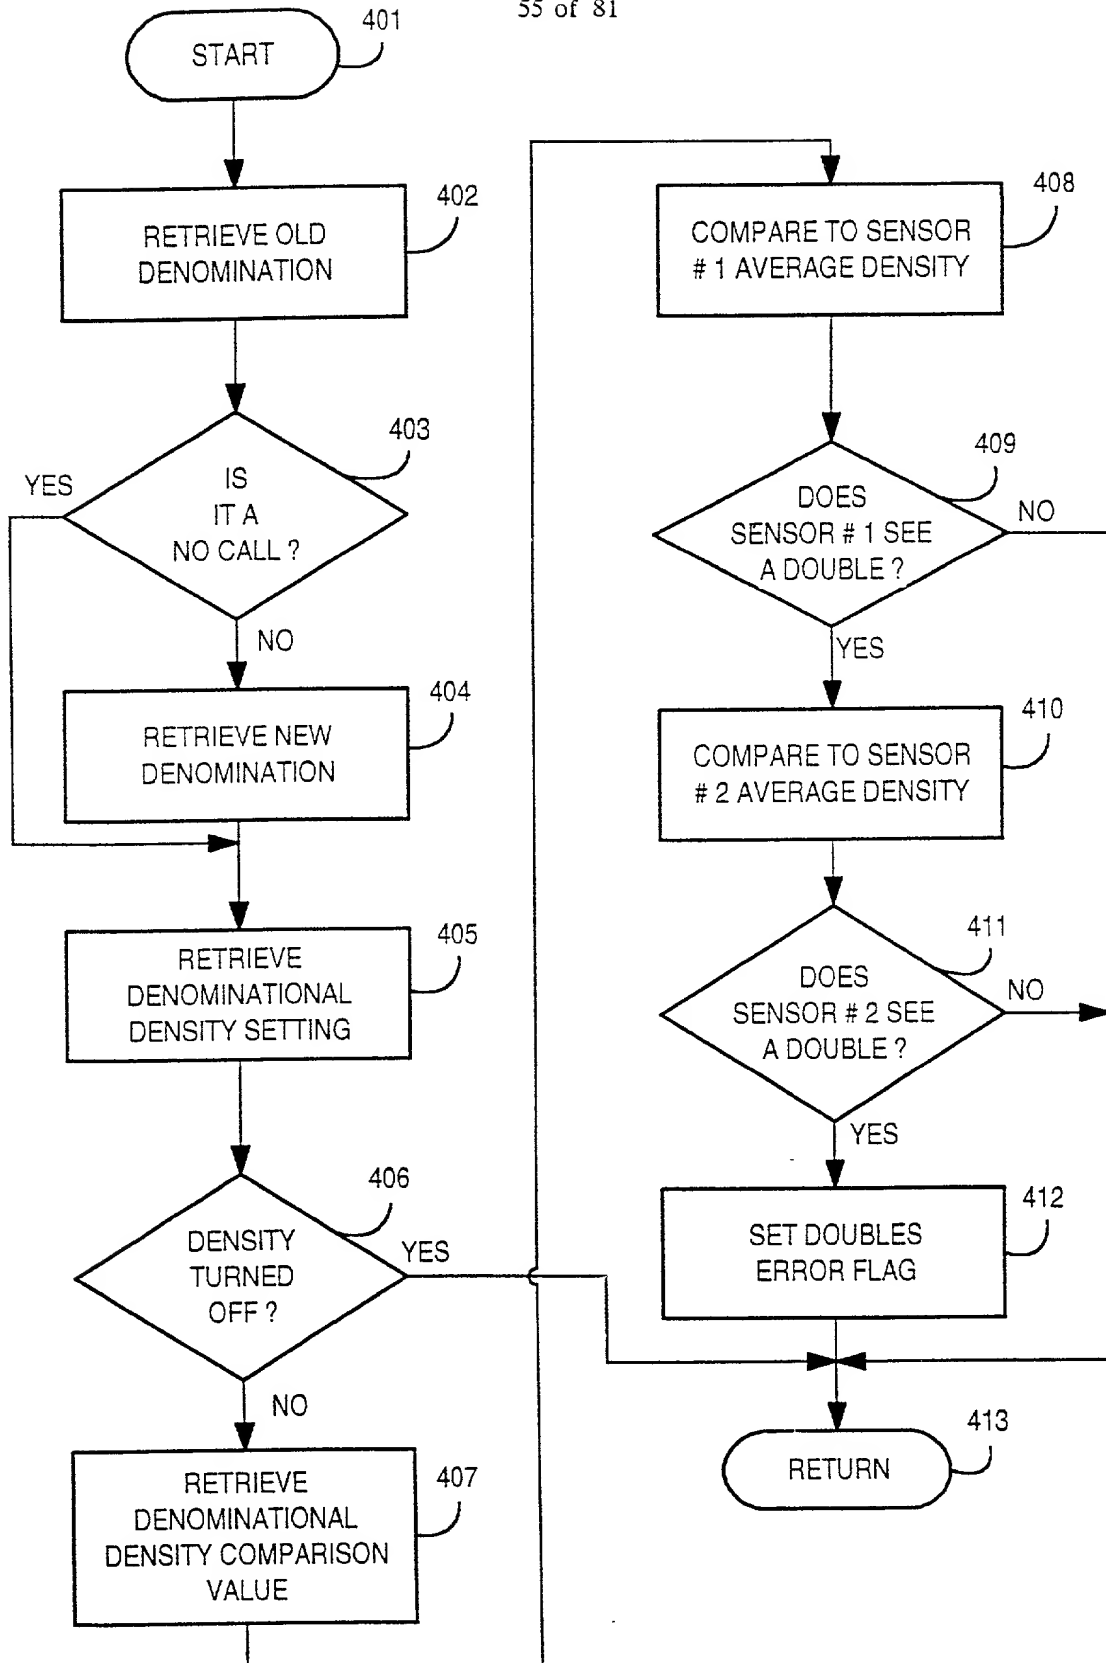 55 of 81
START
401
RETRIEVE OLD
DENOMINATION
402
IS
IT A
NO CALL ?
403
YES
NO
RETRIEVE NEW
DENOMINATION
404
RETRIEVE
DENOMINATIONAL
DENSITY SETTING
405
DENSITY
TURNED
OFF ?
406
YES
NO
RETRIEVE
DENOMINATIONAL
DENSITY COMPARISON
VALUE
407
COMPARE TO SENSOR
# 1 AVERAGE DENSITY
408
DOES
SENSOR # 1 SEE
A DOUBLE ?
409
NO
YES
COMPARE TO SENSOR
# 2 AVERAGE DENSITY
410
DOES
SENSOR # 2 SEE
A DOUBLE ?
411
NO
YES
SET DOUBLES
ERROR FLAG
412
RETURN
413